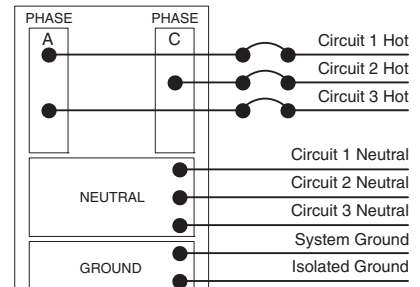 PHASE PHASE
A C
Circuit 1 Hot
Circuit 2 Hot
Circuit 3 Hot
Circuit 1 Neutral
Circuit 2 Neutral
NEUTRAL
Circuit 3 Neutral
System Ground
GROUND
Isolated Ground